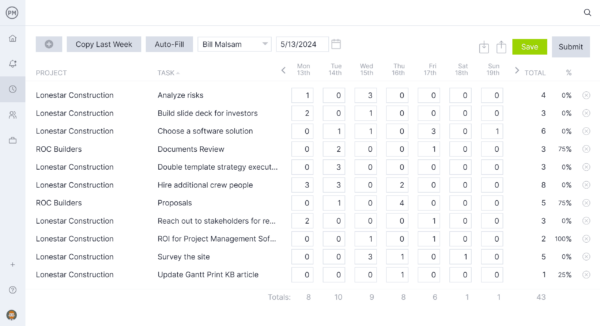 PM
Copy Last Week Auto-Fill Bill Malsam 5/13/2024 Save Submit
PROJECT TASK Mon 13th Tue 14th Wed 15th Thu 16th Fri 17th Sat 18th Sun 19th TOTAL %
Lonestar Construction Analyze risks 1 0 3 0 0 0 0 4 0%
Lonestar Construction Build slide deck for investors 2 0 1 0 0 0 0 3 0%
Lonestar Construction Choose a software solution 0 1 1 0 3 0 1 6 0%
ROC Builders Documents Review 0 2 0 0 1 0 0 3 75%
Lonestar Construction Double template strategy execut... 0 3 0 0 0 0 0 3 0%
Lonestar Construction Hire additional crew people 3 3 0 2 0 0 0 8 0%
ROC Builders Proposals 0 1 0 4 0 0 0 5 75%
Lonestar Construction Reach out to stakeholders for re... 2 0 0 0 1 0 0 3 0%
Lonestar Construction ROI for Project Management Sof... 0 0 1 0 1 0 0 2 100%
Lonestar Construction Survey the site 0 0 3 1 0 1 0 5 0%
Lonestar Construction Update Gantt Print KB article 0 0 0 1 0 0 0 1 25%
Totals: 8 10 9 8 6 1 1 43